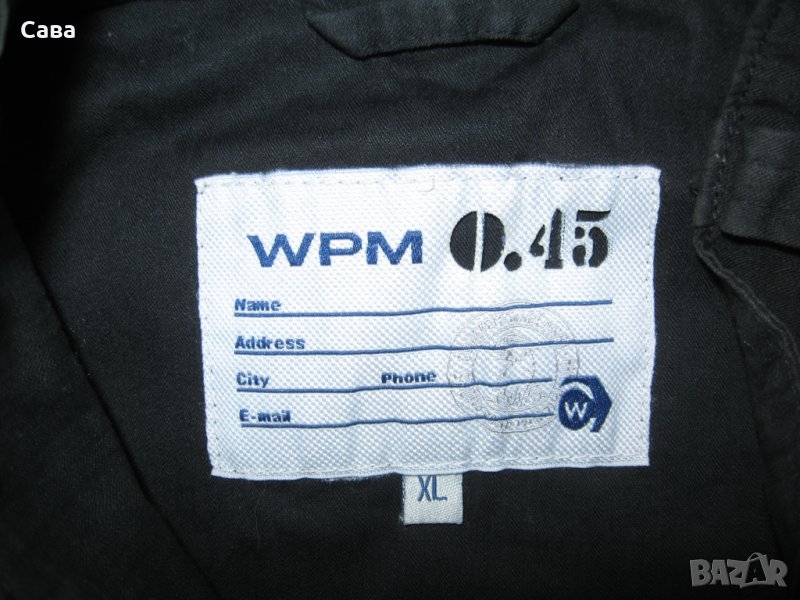 Сава
WPM 0.45
Name
Address
City Phone
E-mail
W
XL
BAZAR